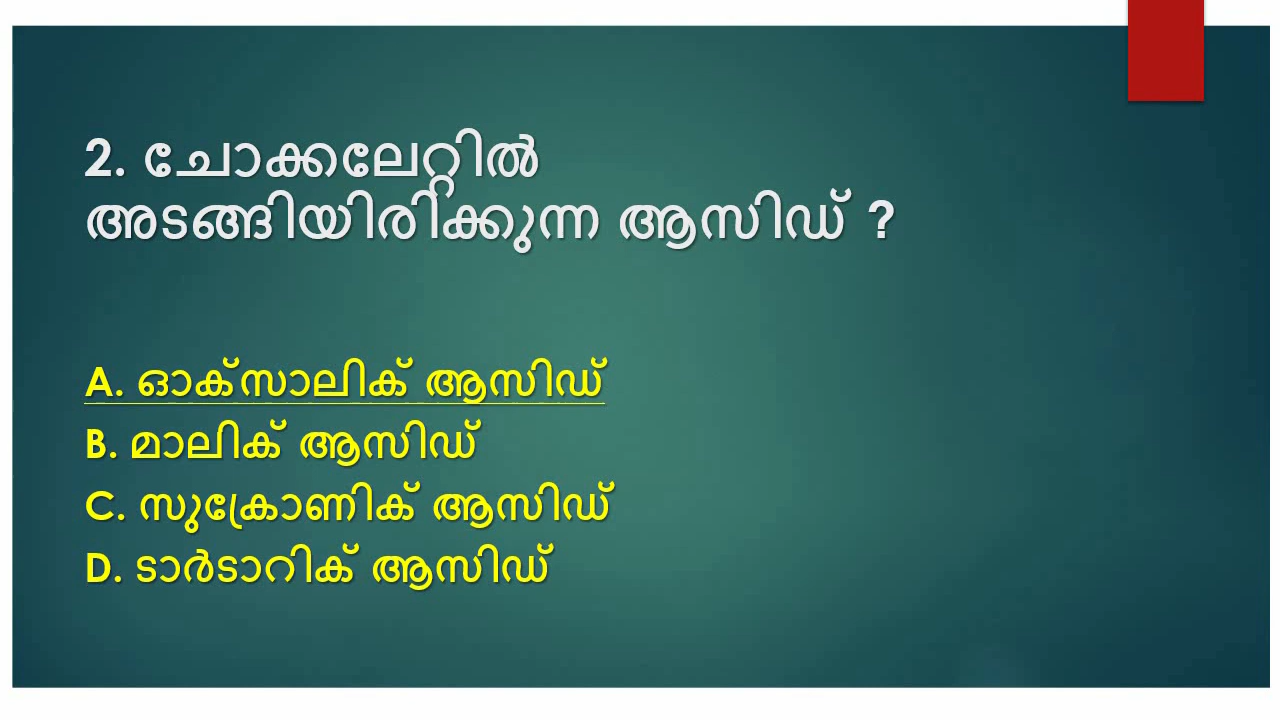 2. ചോക്കലേറ്റിൽ
അടങ്ങിയിരിക്കുന്ന ആസിഡ് ?
A. ഓക്സാലിക് ആസിഡ്
B. മാലിക് ആസിഡ്
C. സുക്രോണിക് ആസിഡ്
D. ടാർടാറിക് ആസിഡ്